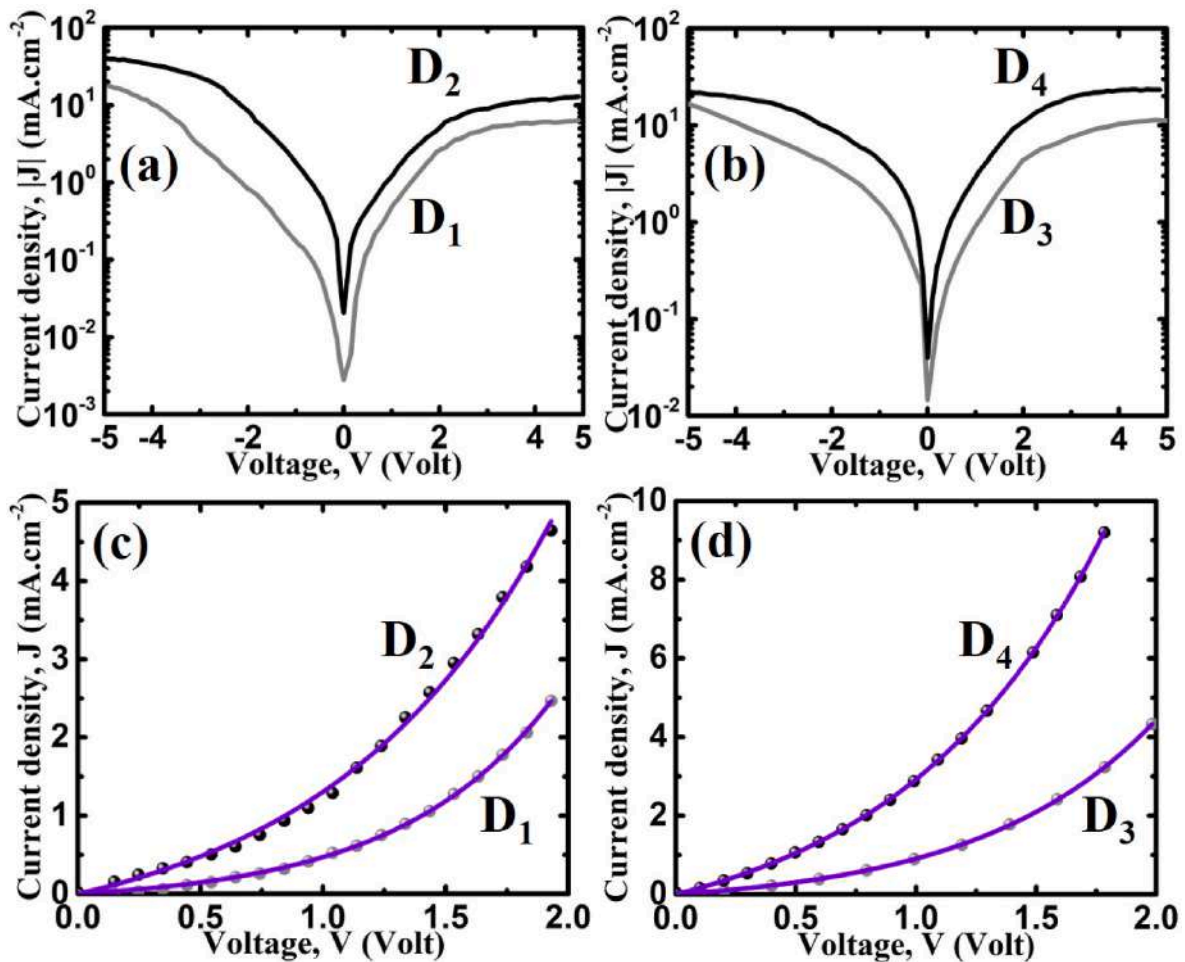 Current density, |J| (mA.cm⁻²)
10²
10¹
10⁰
10⁻¹
10⁻²
10⁻³
(a)
D₂
D₁
-5 -4 -2 0 2 4 5
Voltage, V (Volt)
Current density, |J| (mA.cm⁻²)
10²
10¹
10⁰
10⁻¹
10⁻²
(b)
D₄
D₃
-5 -4 -2 0 2 4 5
Voltage, V (Volt)
Current density, J (mA.cm⁻²)
5
4
3
2
1
0
(c)
D₂
D₁
0.0 0.5 1.0 1.5 2.0
Voltage, V (Volt)
Current density, J (mA.cm⁻²)
10
8
6
4
2
0
(d)
D₄
D₃
0.0 0.5 1.0 1.5 2.0
Voltage, V (Volt)